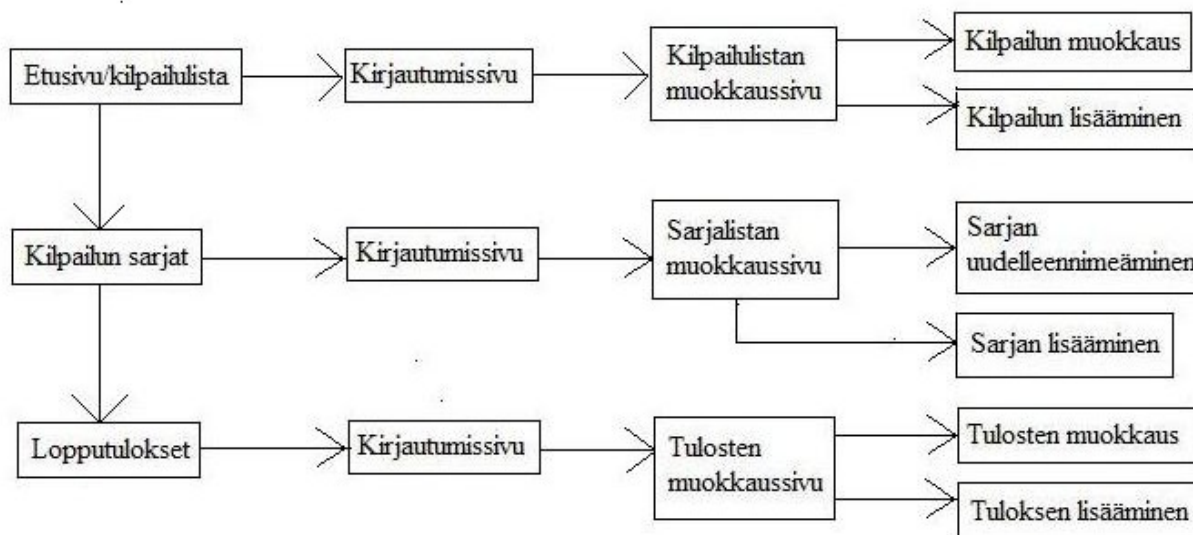 Etusivu/kilpailulista
Kirjautumissivu
Kilpailulistan
muokkaussivu
Kilpailun muokkaus
Kilpailun lisääminen
Kilpailun sarjat
Kirjautumissivu
Sarjalistan
muokkaussivu
Sarjan
uudelleennimeäminen
Sarjan lisääminen
Lopputulokset
Kirjautumissivu
Tulosten
muokkaussivu
Tulosten muokkaus
Tuloksen lisääminen